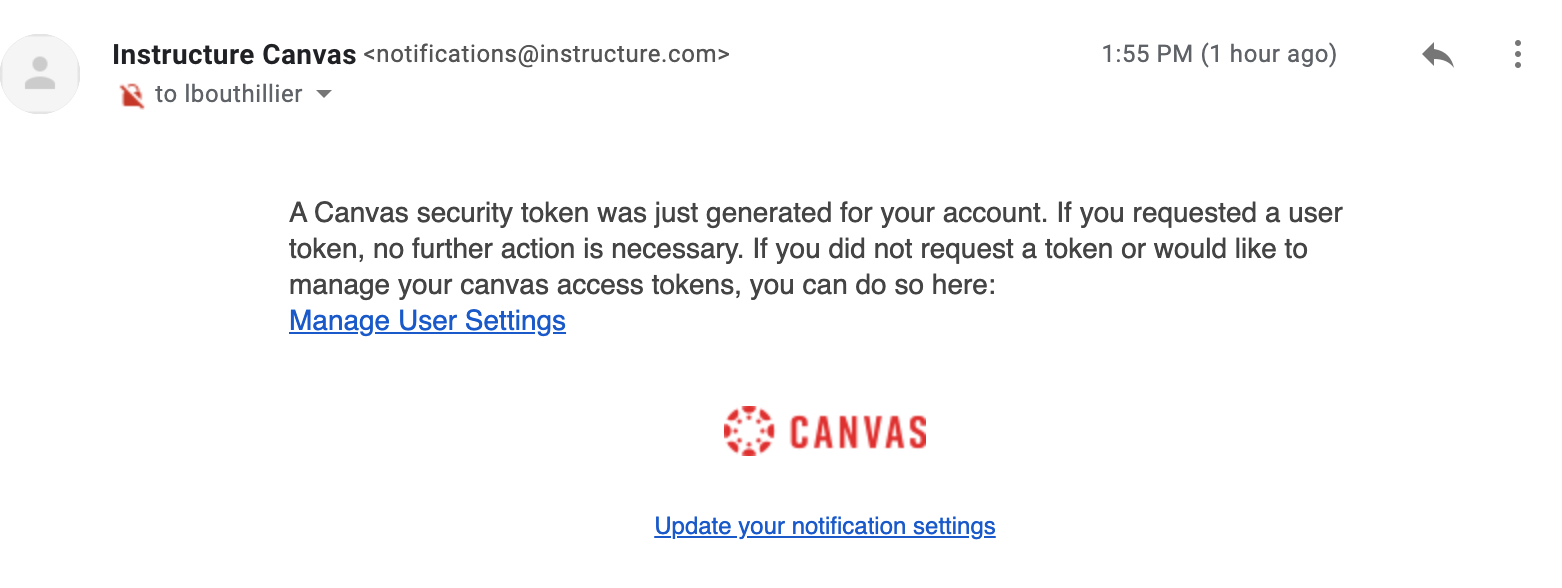 Instructure Canvas <notifications@instructure.com> 1:55 PM (1 hour ago)
to lbouthillier
A Canvas security token was just generated for your account. If you requested a user
token, no further action is necessary. If you did not request a token or would like to
manage your canvas access tokens, you can do so here:
Manage User Settings
CANVAS
Update your notification settings